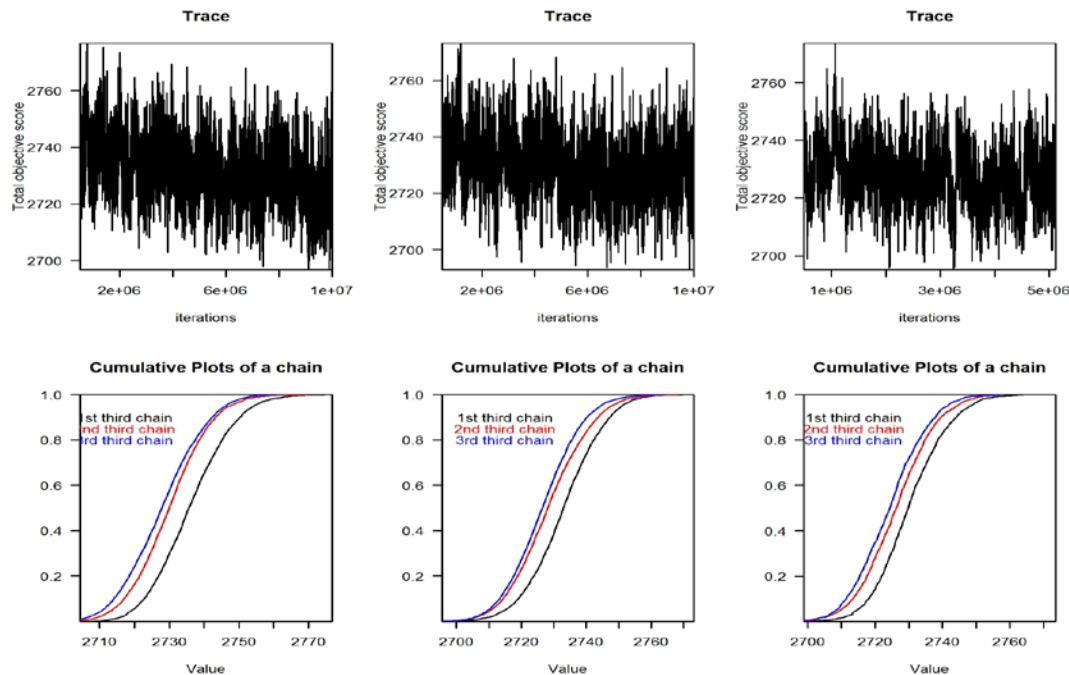 Trace
Total objective score
2760
2740
2720
2700
2e+06 6e+06 1e+07
iterations
Trace
Total objective score
2760
2740
2720
2700
2e+06 6e+06 1e+07
iterations
Trace
Total objective score
2760
2740
2720
2700
1e+06 3e+06 5e+06
iterations
Cumulative Plots of a chain
1.0
0.8
0.6
0.4
0.2
1st third chain
nd third chain
rd third chain
2710 2730 2750 2770
Value
Cumulative Plots of a chain
1.0
0.8
0.6
0.4
0.2
1st third chain
2nd third chain
3rd third chain
2700 2720 2740 2760
Value
Cumulative Plots of a chain
1.0
0.8
0.6
0.4
0.2
1st third chain
2nd third chain
3rd third chain
2700 2720 2740 2760
Value